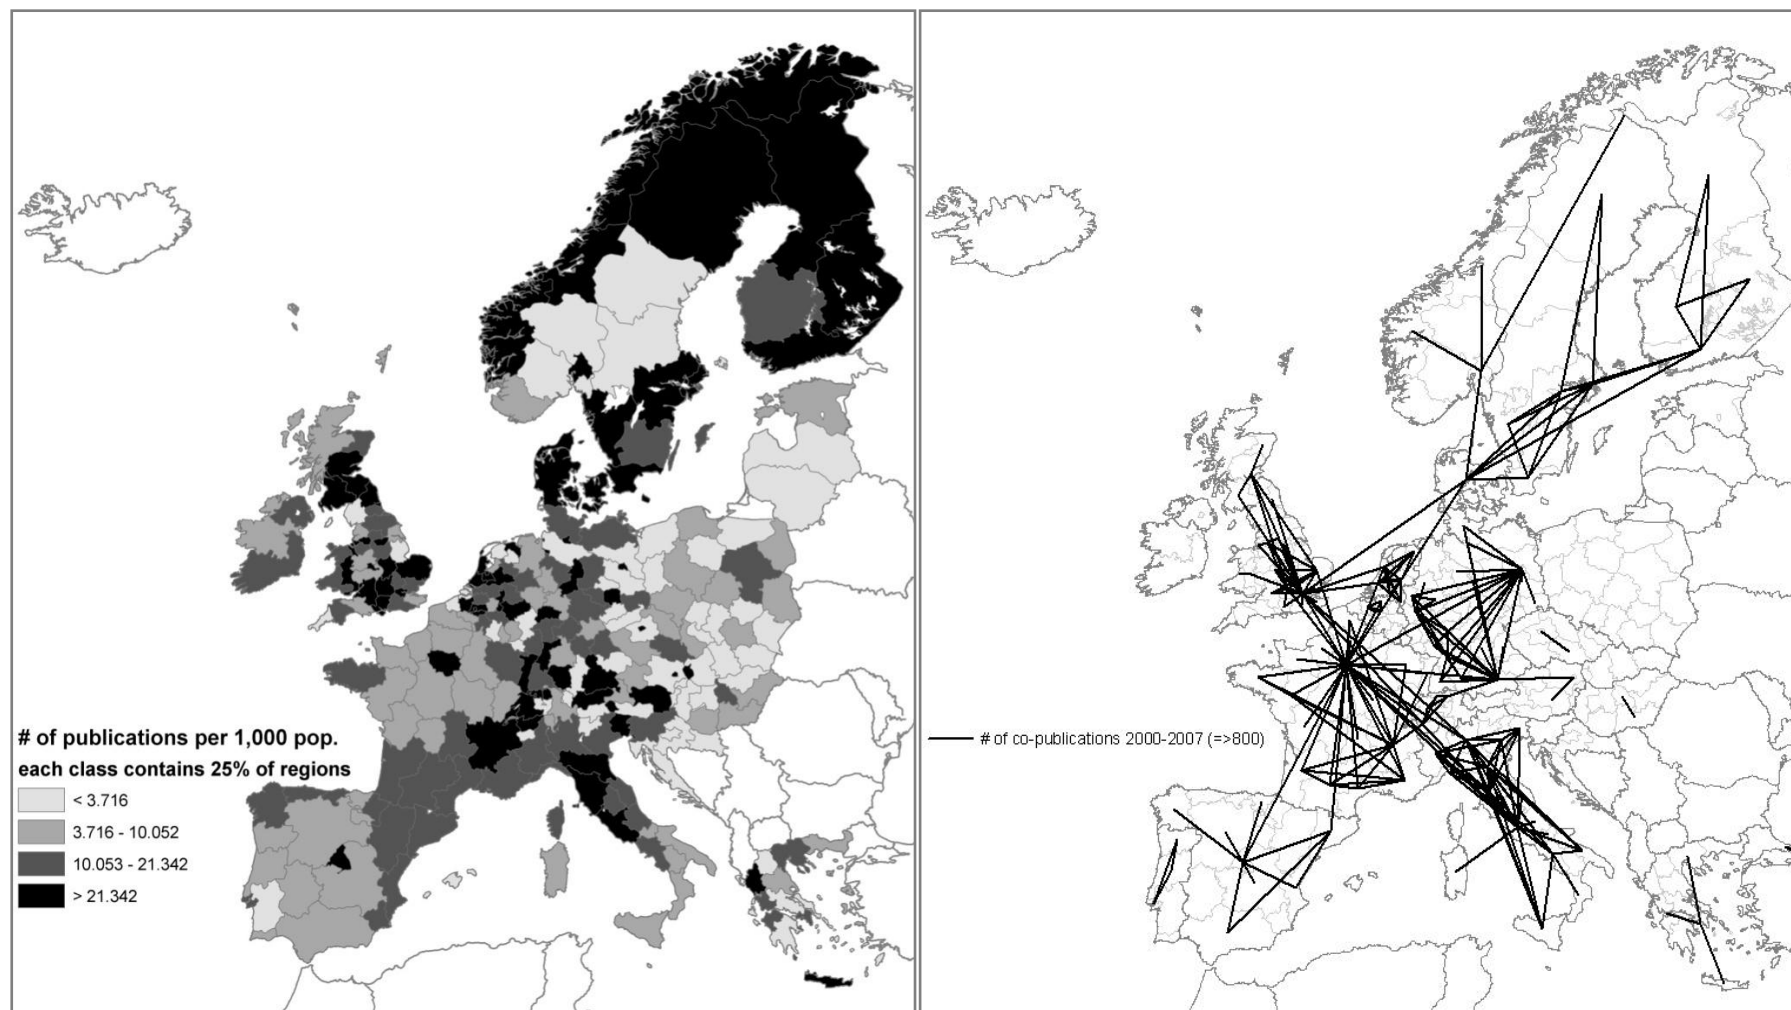 # of publications per 1,000 pop.
each class contains 25% of regions
< 3.716
3.716 - 10.052
10.053 - 21.342
> 21.342
# of co-publications 2000-2007 (=>800)